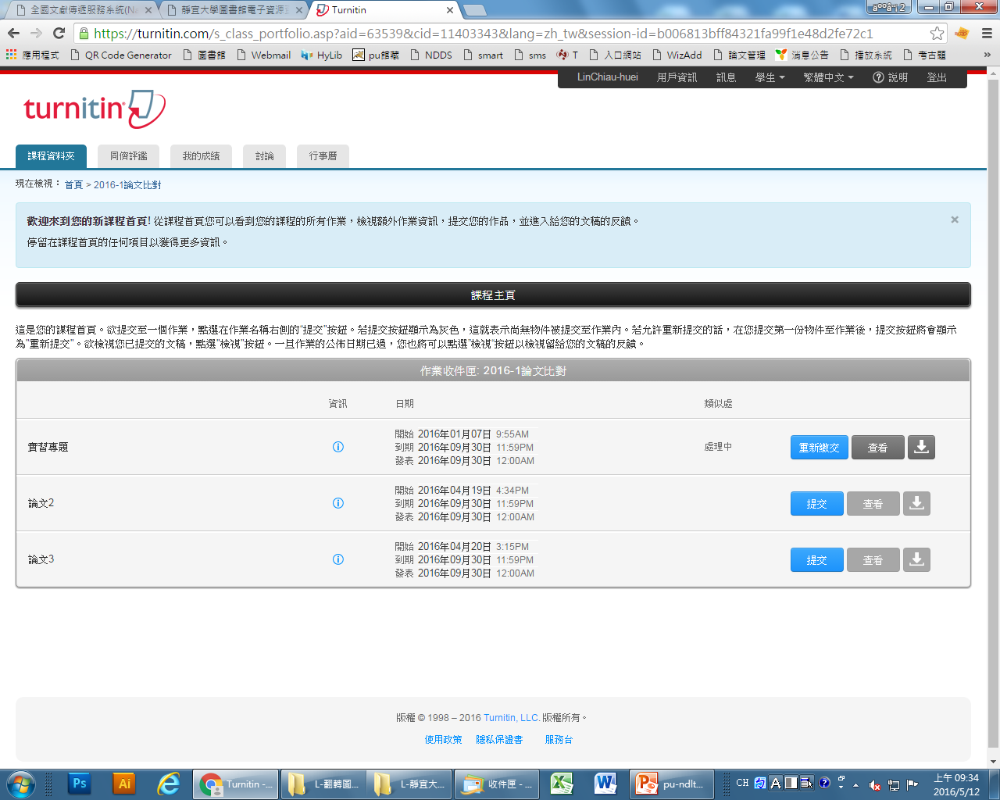 全國文獻傳遞服務系統(N
靜宜大學圖書館電子資源
Turnitin
https://turnitin.com/s_class_portfolio.asp?aid=63539&cid=11403343&lang=zh_tw&session-id=b006813bff84321fa99f1e48d2fe72c1
應用程式 QR Code Generator 圖書館 Webmail HyLib pu館藏 NDDS smart sms T 入口網站 WizAdd 論文管理 消息公告 播放系統 考古題 »
LinChiau-huei 用戶資訊 訊息 學生 繁體中文 說明 登出
turnitin
課程資料夾 同儕評鑑 我的成績 討論 行事曆
現在檢視： 首頁 > 2016-1論文比對
歡迎來到您的新課程首頁! 從課程首頁您可以看到您的課程的所有作業，檢視額外作業資訊，提交您的作品，並進入給您的文稿的反饋。
停留在課程首頁的任何項目以獲得更多資訊。
課程主頁
這是您的課程首頁。欲提交至一個作業，點選在作業名稱右側的"提交"按鈕。若提交按鈕顯示為灰色，這就表示尚無物件被提交至作業內。若允許重新提交的話，在您提交第一份物件至作業後，提交按鈕將會顯示
為"重新提交"。欲檢視您已提交的文稿，點選"檢視"按鈕。一旦作業的公佈日期已過，您也將可以點選"檢視"按鈕以檢視留給您的文稿的反饋。
作業收件匣: 2016-1論文比對
資訊 日期 類似處
開始 2016年01月07日 9:55AM
實習專題 到期 2016年09月30日 11:59PM 處理中 重新繳交 查看
發表 2016年09月30日 12:00AM
開始 2016年04月19日 4:34PM
論文2 到期 2016年09月30日 11:59PM 提交 查看
發表 2016年09月30日 12:00AM
開始 2016年04月20日 3:15PM
論文3 到期 2016年09月30日 11:59PM 提交 查看
發表 2016年09月30日 12:00AM
版權 © 1998 – 2016 Turnitin, LLC. 版權所有。
使用政策 隱私保證書 服務台
Ps Ai Turnitin -... L-翻轉圖... L-靜宜大... 收件匣 - ... pu-ndlt... CH A 上午 09:34
2016/5/12